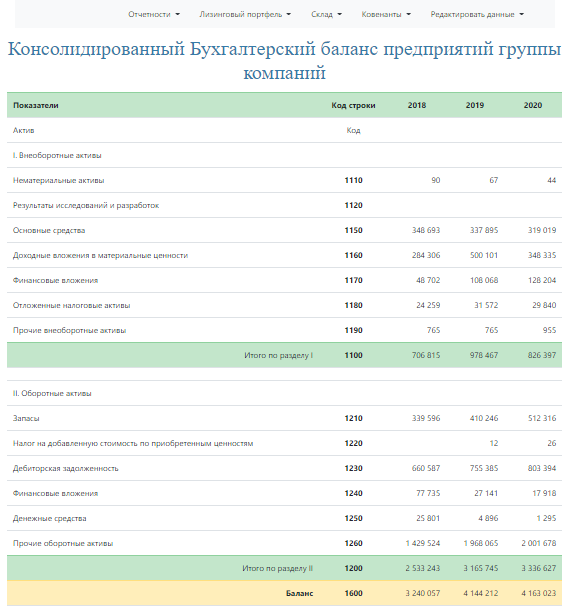 Отчетности Лизинговый портфель Склад Ковенанты Редактировать данные
Консолидированный Бухгалтерский баланс предприятий группы
компаний
Показатели Код строки 2018 2019 2020
Актив Код
I. Внеоборотные активы
Нематериальные активы 1110 90 67 44
Результаты исследований и разработок 1120
Основные средства 1150 348 693 337 895 319 019
Доходные вложения в материальные ценности 1160 284 306 500 101 348 335
Финансовые вложения 1170 48 702 108 068 128 204
Отложенные налоговые активы 1180 24 259 31 572 29 840
Прочие внеоборотные активы 1190 765 765 955
Итого по разделу I 1100 706 815 978 467 826 397
II. Оборотные активы
Запасы 1210 339 596 410 246 512 316
Налог на добавленную стоимость по приобретенным ценностям 1220 12 26
Дебиторская задолженность 1230 660 587 755 385 803 394
Финансовые вложения 1240 77 735 27 141 17 918
Денежные средства 1250 25 801 4 896 1 295
Прочие оборотные активы 1260 1 429 524 1 968 065 2 001 678
Итого по разделу II 1200 2 533 243 3 165 745 3 336 627
Баланс 1600 3 240 057 4 144 212 4 163 023